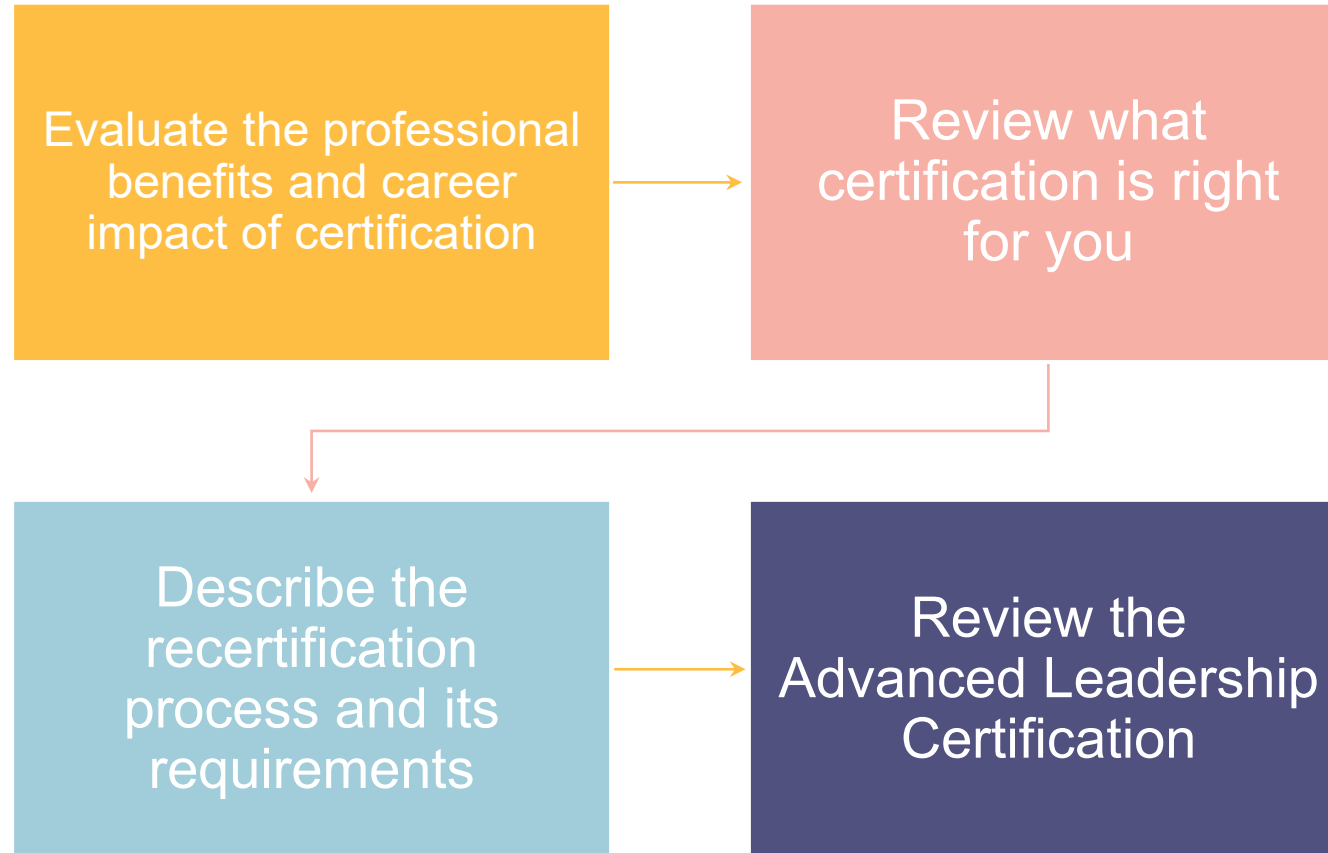 Evaluate the professional
benefits and career
impact of certification
Review what
certification is right
for you
Describe the
recertification
process and its
requirements
Review the
Advanced Leadership
Certification